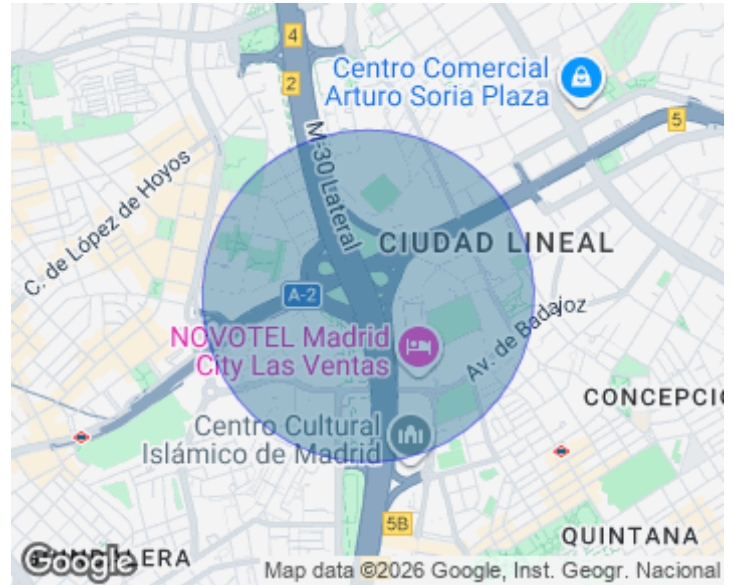 4
Centro Comercial
Arturo Soria Plaza
2
5
M-30 Lateral
C. de López de Hoyos
CIUDAD LINEAL
A-2
NOVOTEL Madrid
City Las Ventas
Av. de Badajoz
CONCEPCI
Centro Cultural
Islámico de Madrid
5B
QUINTANA
Google
ERA
Map data ©2026 Google, Inst. Geogr. Nacional